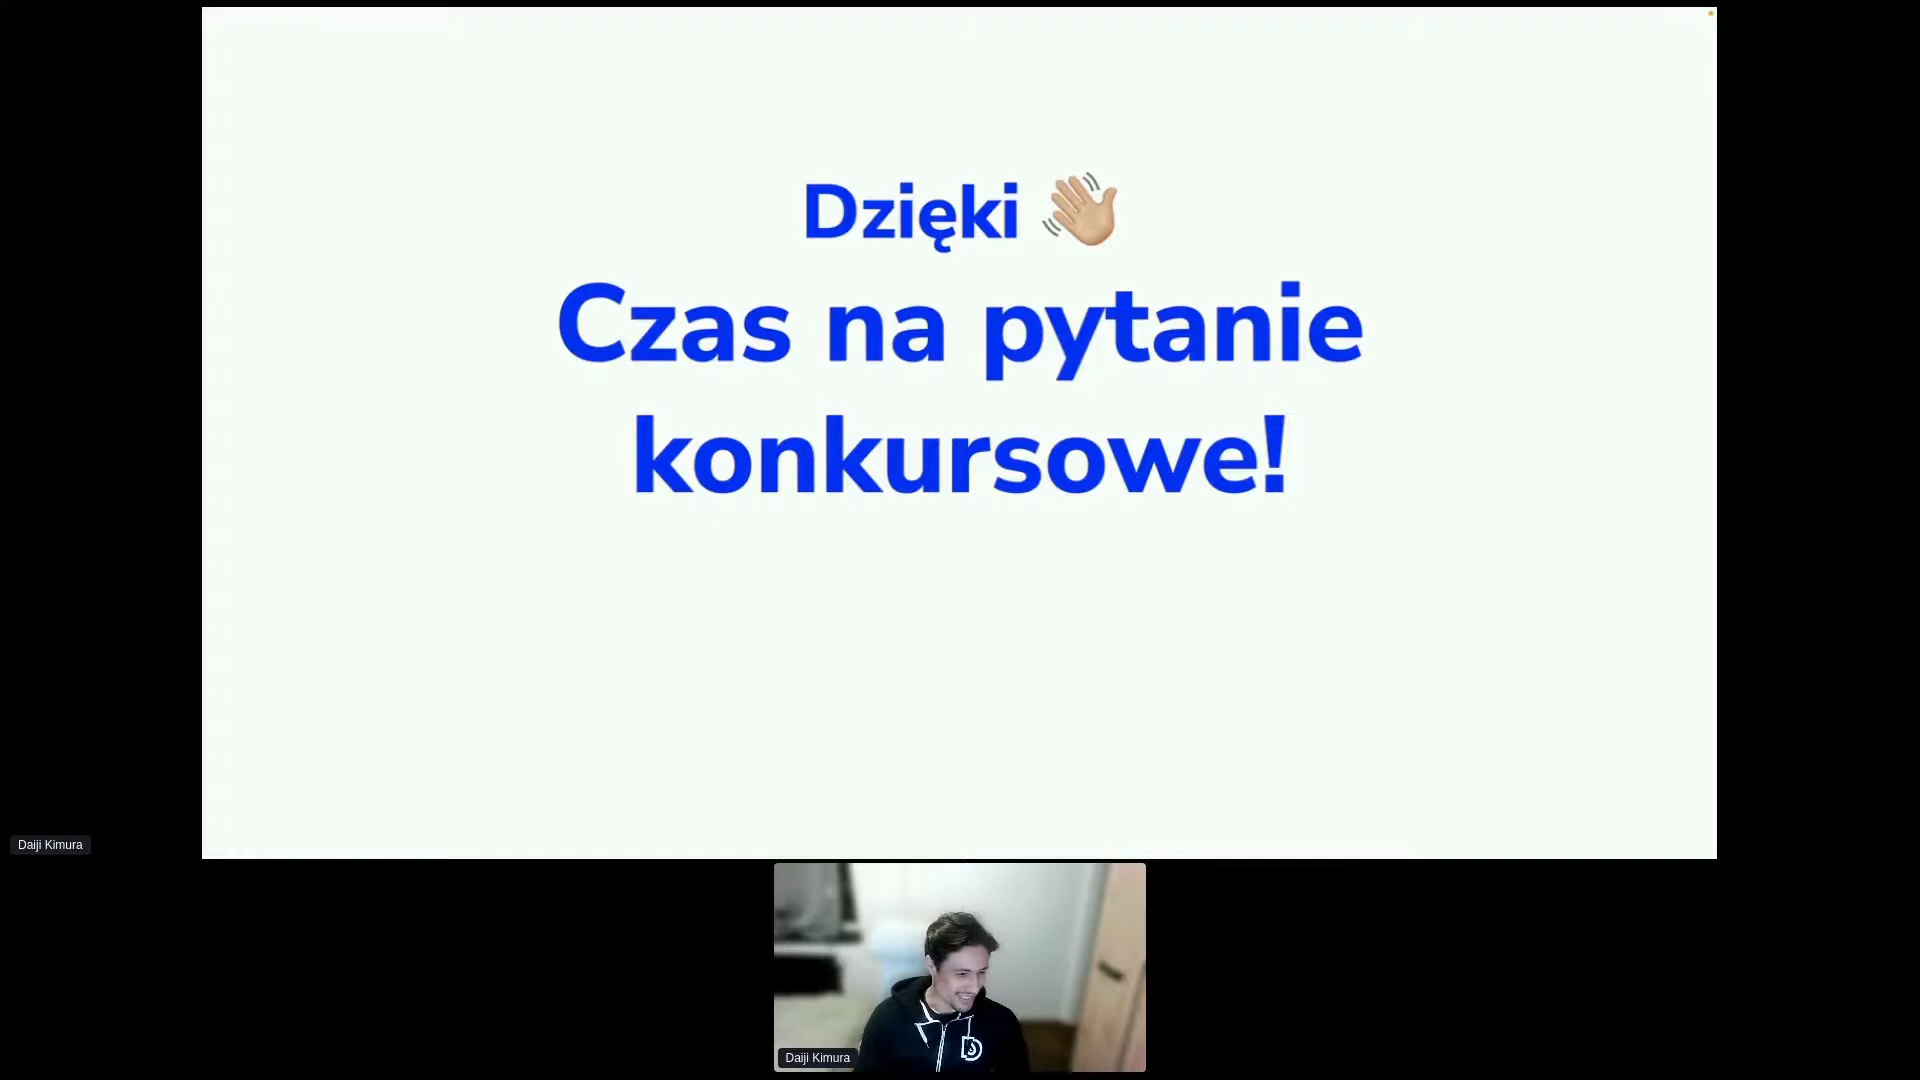 Dzięki 👋🏼
Czas na pytanie
konkursowe!
Daiji Kimura
Daiji Kimura